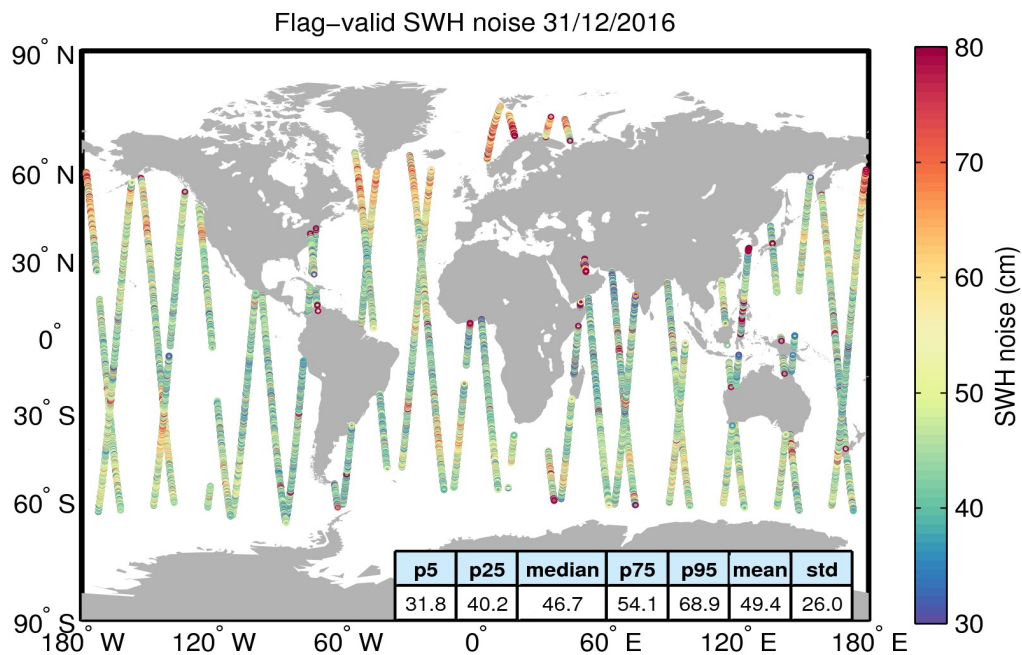 Flag−valid SWH noise 31/12/2016
90° N
60° N
30° N
0°
30° S
60° S
90° S
180° W
120° W
60° W
0°
60° E
120° E
180° E
80
70
60
50
40
30
SWH noise (cm)
p5 p25 median p75 p95 mean std
31.8 40.2 46.7 54.1 68.9 49.4 26.0